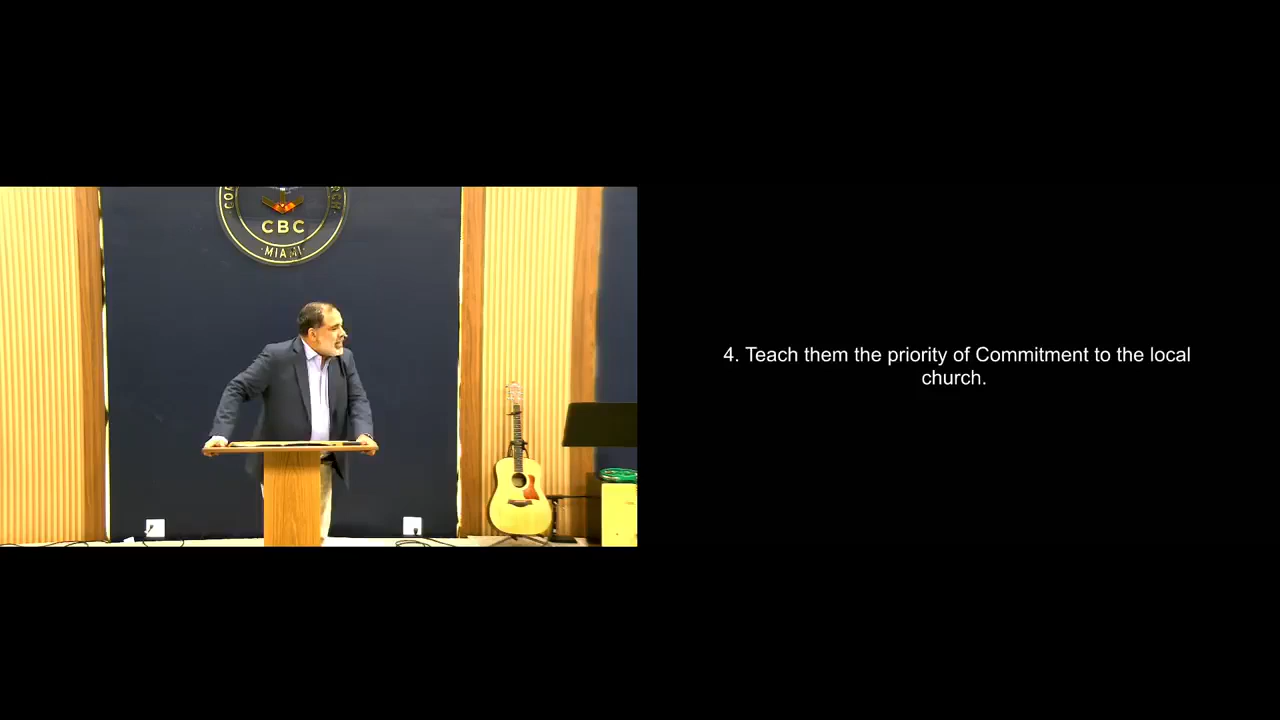 CBC
·MIAMI·
4. Teach them the priority of Commitment to the local
church.